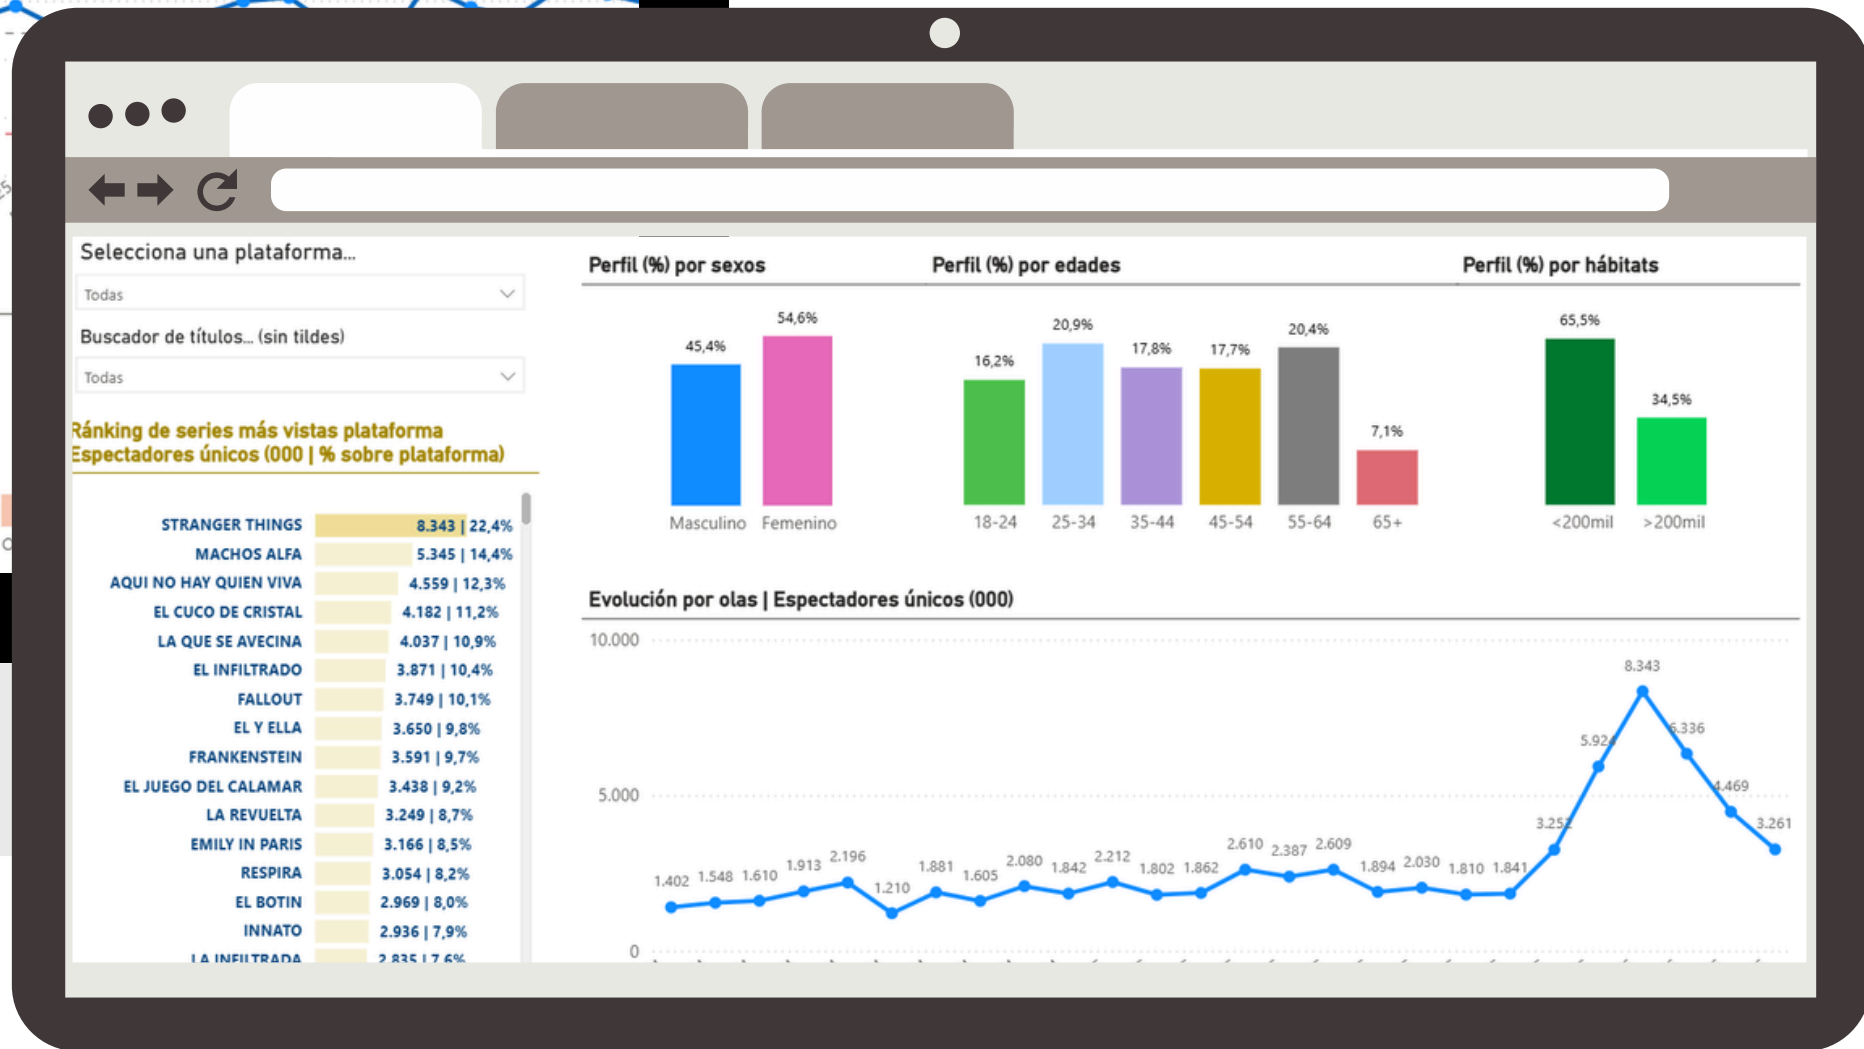 Selecciona una plataforma...
Todas
Buscador de títulos... (sin tildes)
Todas
Ránking de series más vistas plataforma
Espectadores únicos (000 | % sobre plataforma)
STRANGER THINGS 8.343 | 22,4%
MACHOS ALFA 5.345 | 14,4%
AQUI NO HAY QUIEN VIVA 4.559 | 12,3%
EL CUCO DE CRISTAL 4.182 | 11,2%
LA QUE SE AVECINA 4.037 | 10,9%
EL INFILTRADO 3.871 | 10,4%
FALLOUT 3.749 | 10,1%
EL Y ELLA 3.650 | 9,8%
FRANKENSTEIN 3.591 | 9,7%
EL JUEGO DEL CALAMAR 3.438 | 9,2%
LA REVUELTA 3.249 | 8,7%
EMILY IN PARIS 3.166 | 8,5%
RESPIRA 3.054 | 8,2%
EL BOTIN 2.969 | 8,0%
INNATO 2.936 | 7,9%
LA INFILTRADA 2.835 | 7,6%
Perfil (%) por sexos
45,4% 54,6%
Masculino Femenino
Perfil (%) por edades
16,2% 20,9% 17,8% 17,7% 20,4% 7,1%
18-24 25-34 35-44 45-54 55-64 65+
Perfil (%) por hábitats
65,5% 34,5%
<200mil >200mil
Evolución por olas | Espectadores únicos (000)
10.000
5.000
0
1.402 1.548 1.610 1.913 2.196 1.210 1.881 1.605 2.080 1.842 2.212 1.802 1.862 2.610 2.387 2.609 1.894 2.030 1.810 1.841 8.343 6.336 4.469 3.261